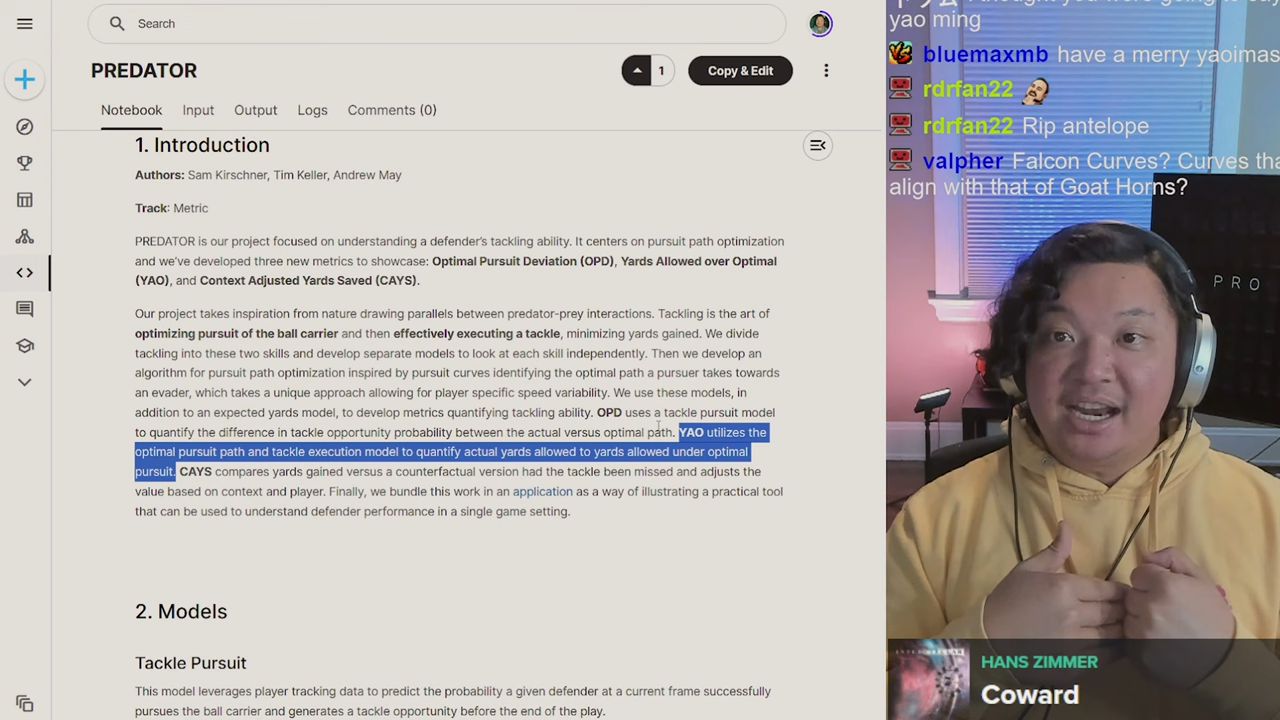 Search
PREDATOR
1
Copy & Edit
Notebook
Input
Output
Logs
Comments (0)
1. Introduction
Authors: Sam Kirschner, Tim Keller, Andrew May
Track: Metric
PREDATOR is our project focused on understanding a defender's tackling ability. It centers on pursuit path optimization
and we've developed three new metrics to showcase: Optimal Pursuit Deviation (OPD), Yards Allowed over Optimal
(YAO), and Context Adjusted Yards Saved (CAYS).
Our project takes inspiration from nature drawing parallels between predator-prey interactions. Tackling is the art of
optimizing pursuit of the ball carrier and then effectively executing a tackle, minimizing yards gained. We divide
tackling into these two skills and develop separate models to look at each skill independently. Then we develop an
algorithm for pursuit path optimization inspired by pursuit curves identifying the optimal path a pursuer takes towards
an evader, which takes a unique approach allowing for player specific speed variability. We use these models, in
addition to an expected yards model, to develop metrics quantifying tackling ability. OPD uses a tackle pursuit model
to quantify the difference in tackle opportunity probability between the actual versus optimal path. YAO utilizes the
optimal pursuit path and tackle execution model to quantify actual yards allowed to yards allowed under optimal
pursuit. CAYS compares yards gained versus a counterfactual version had the tackle been missed and adjusts the
value based on context and player. Finally, we bundle this work in an application as a way of illustrating a practical tool
that can be used to understand defender performance in a single game setting.
2. Models
Tackle Pursuit
This model leverages player tracking data to predict the probability a given defender at a current frame successfully
pursues the ball carrier and generates a tackle opportunity before the end of the play.
yao ming
bluemaxmb have a merry yaoimas
rdrfan22
rdrfan22 Rip antelope
valpher Falcon Curves? Curves tha
align with that of Goat Horns?
PRO
HANS ZIMMER
Coward